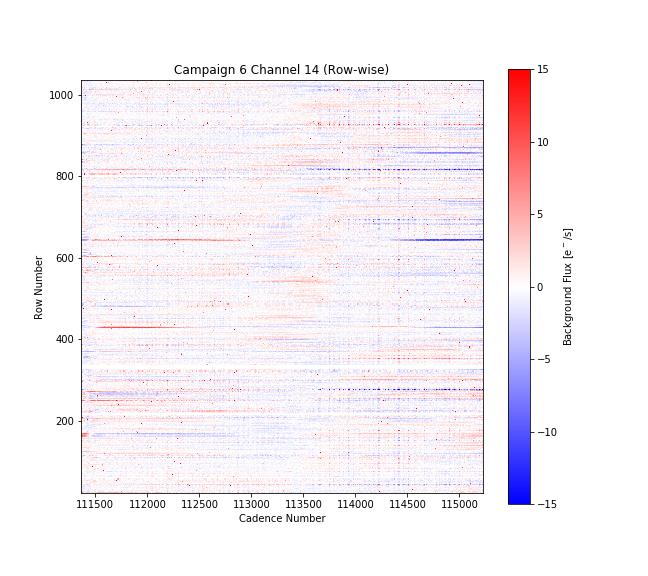 Campaign 6 Channel 14 (Row-wise)
1000
800
600
400
200
Row Number
111500 112000 112500 113000 113500 114000 114500 115000
Cadence Number
15
10
5
0
−5
−10
−15
Background Flux [e⁻/s]